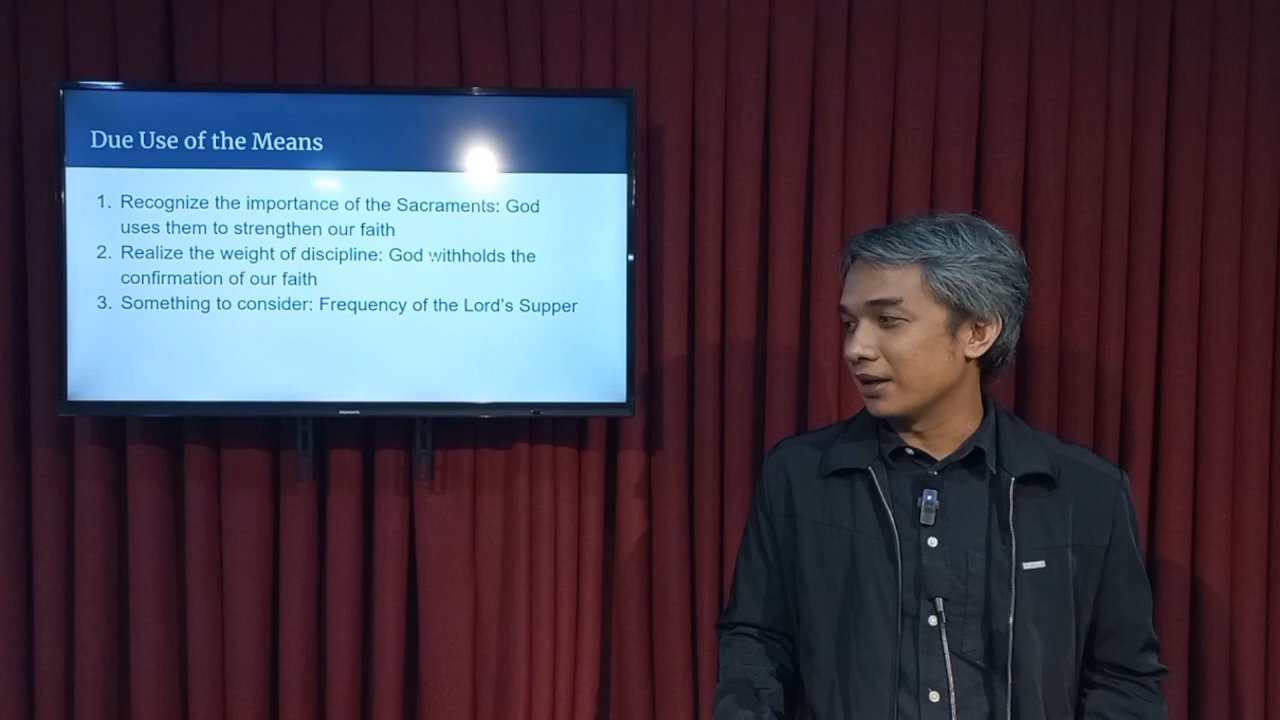 Due Use of the Means
1. Recognize the importance of the Sacraments: God
uses them to strengthen our faith
2. Realize the weight of discipline: God withholds the
confirmation of our faith
3. Something to consider: Frequency of the Lord's Supper